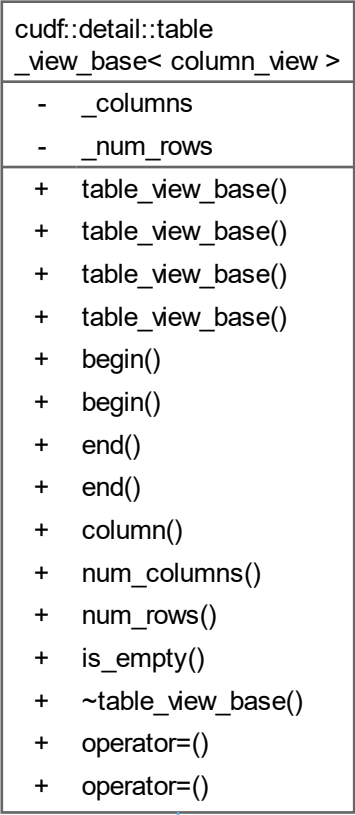 cudf::detail::table
_view_base< column_view >
- _columns
- _num_rows
+ table_view_base()
+ table_view_base()
+ table_view_base()
+ table_view_base()
+ begin()
+ begin()
+ end()
+ end()
+ column()
+ num_columns()
+ num_rows()
+ is_empty()
+ ~table_view_base()
+ operator=()
+ operator=()